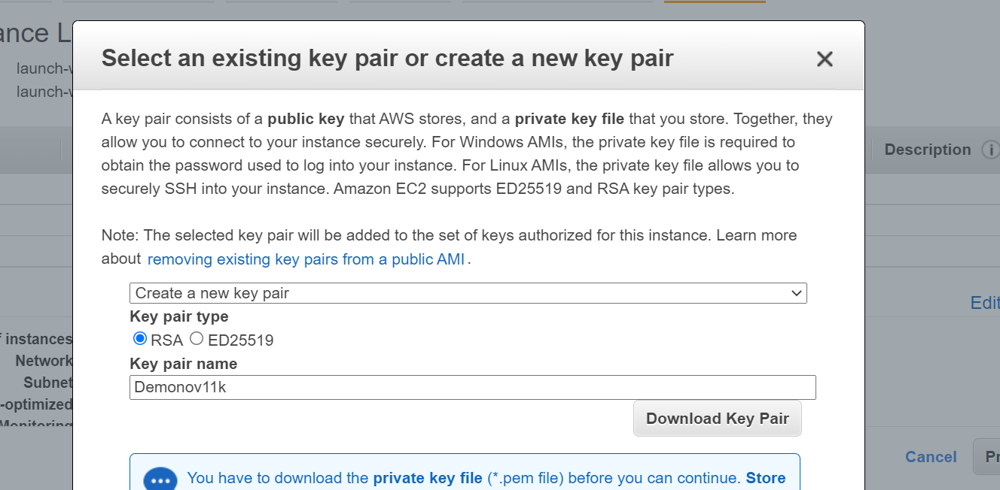 ance L
launch-w
launch-w
Select an existing key pair or create a new key pair
A key pair consists of a public key that AWS stores, and a private key file that you store. Together, they
allow you to connect to your instance securely. For Windows AMIs, the private key file is required to
obtain the password used to log into your instance. For Linux AMIs, the private key file allows you to
securely SSH into your instance. Amazon EC2 supports ED25519 and RSA key pair types.
Description i
Note: The selected key pair will be added to the set of keys authorized for this instance. Learn more
about removing existing key pairs from a public AMI.
Create a new key pair
Edit
Key pair type
RSA ED25519
Key pair name
Demonov11k
Download Key Pair
f instances
Network
Subnet
-optimized
Monitoring
Cancel Pr
You have to download the private key file (*.pem file) before you can continue. Store